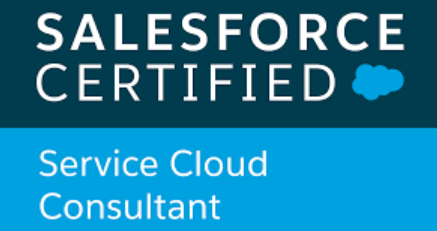 SALESFORCE
CERTIFIED
Service Cloud
Consultant